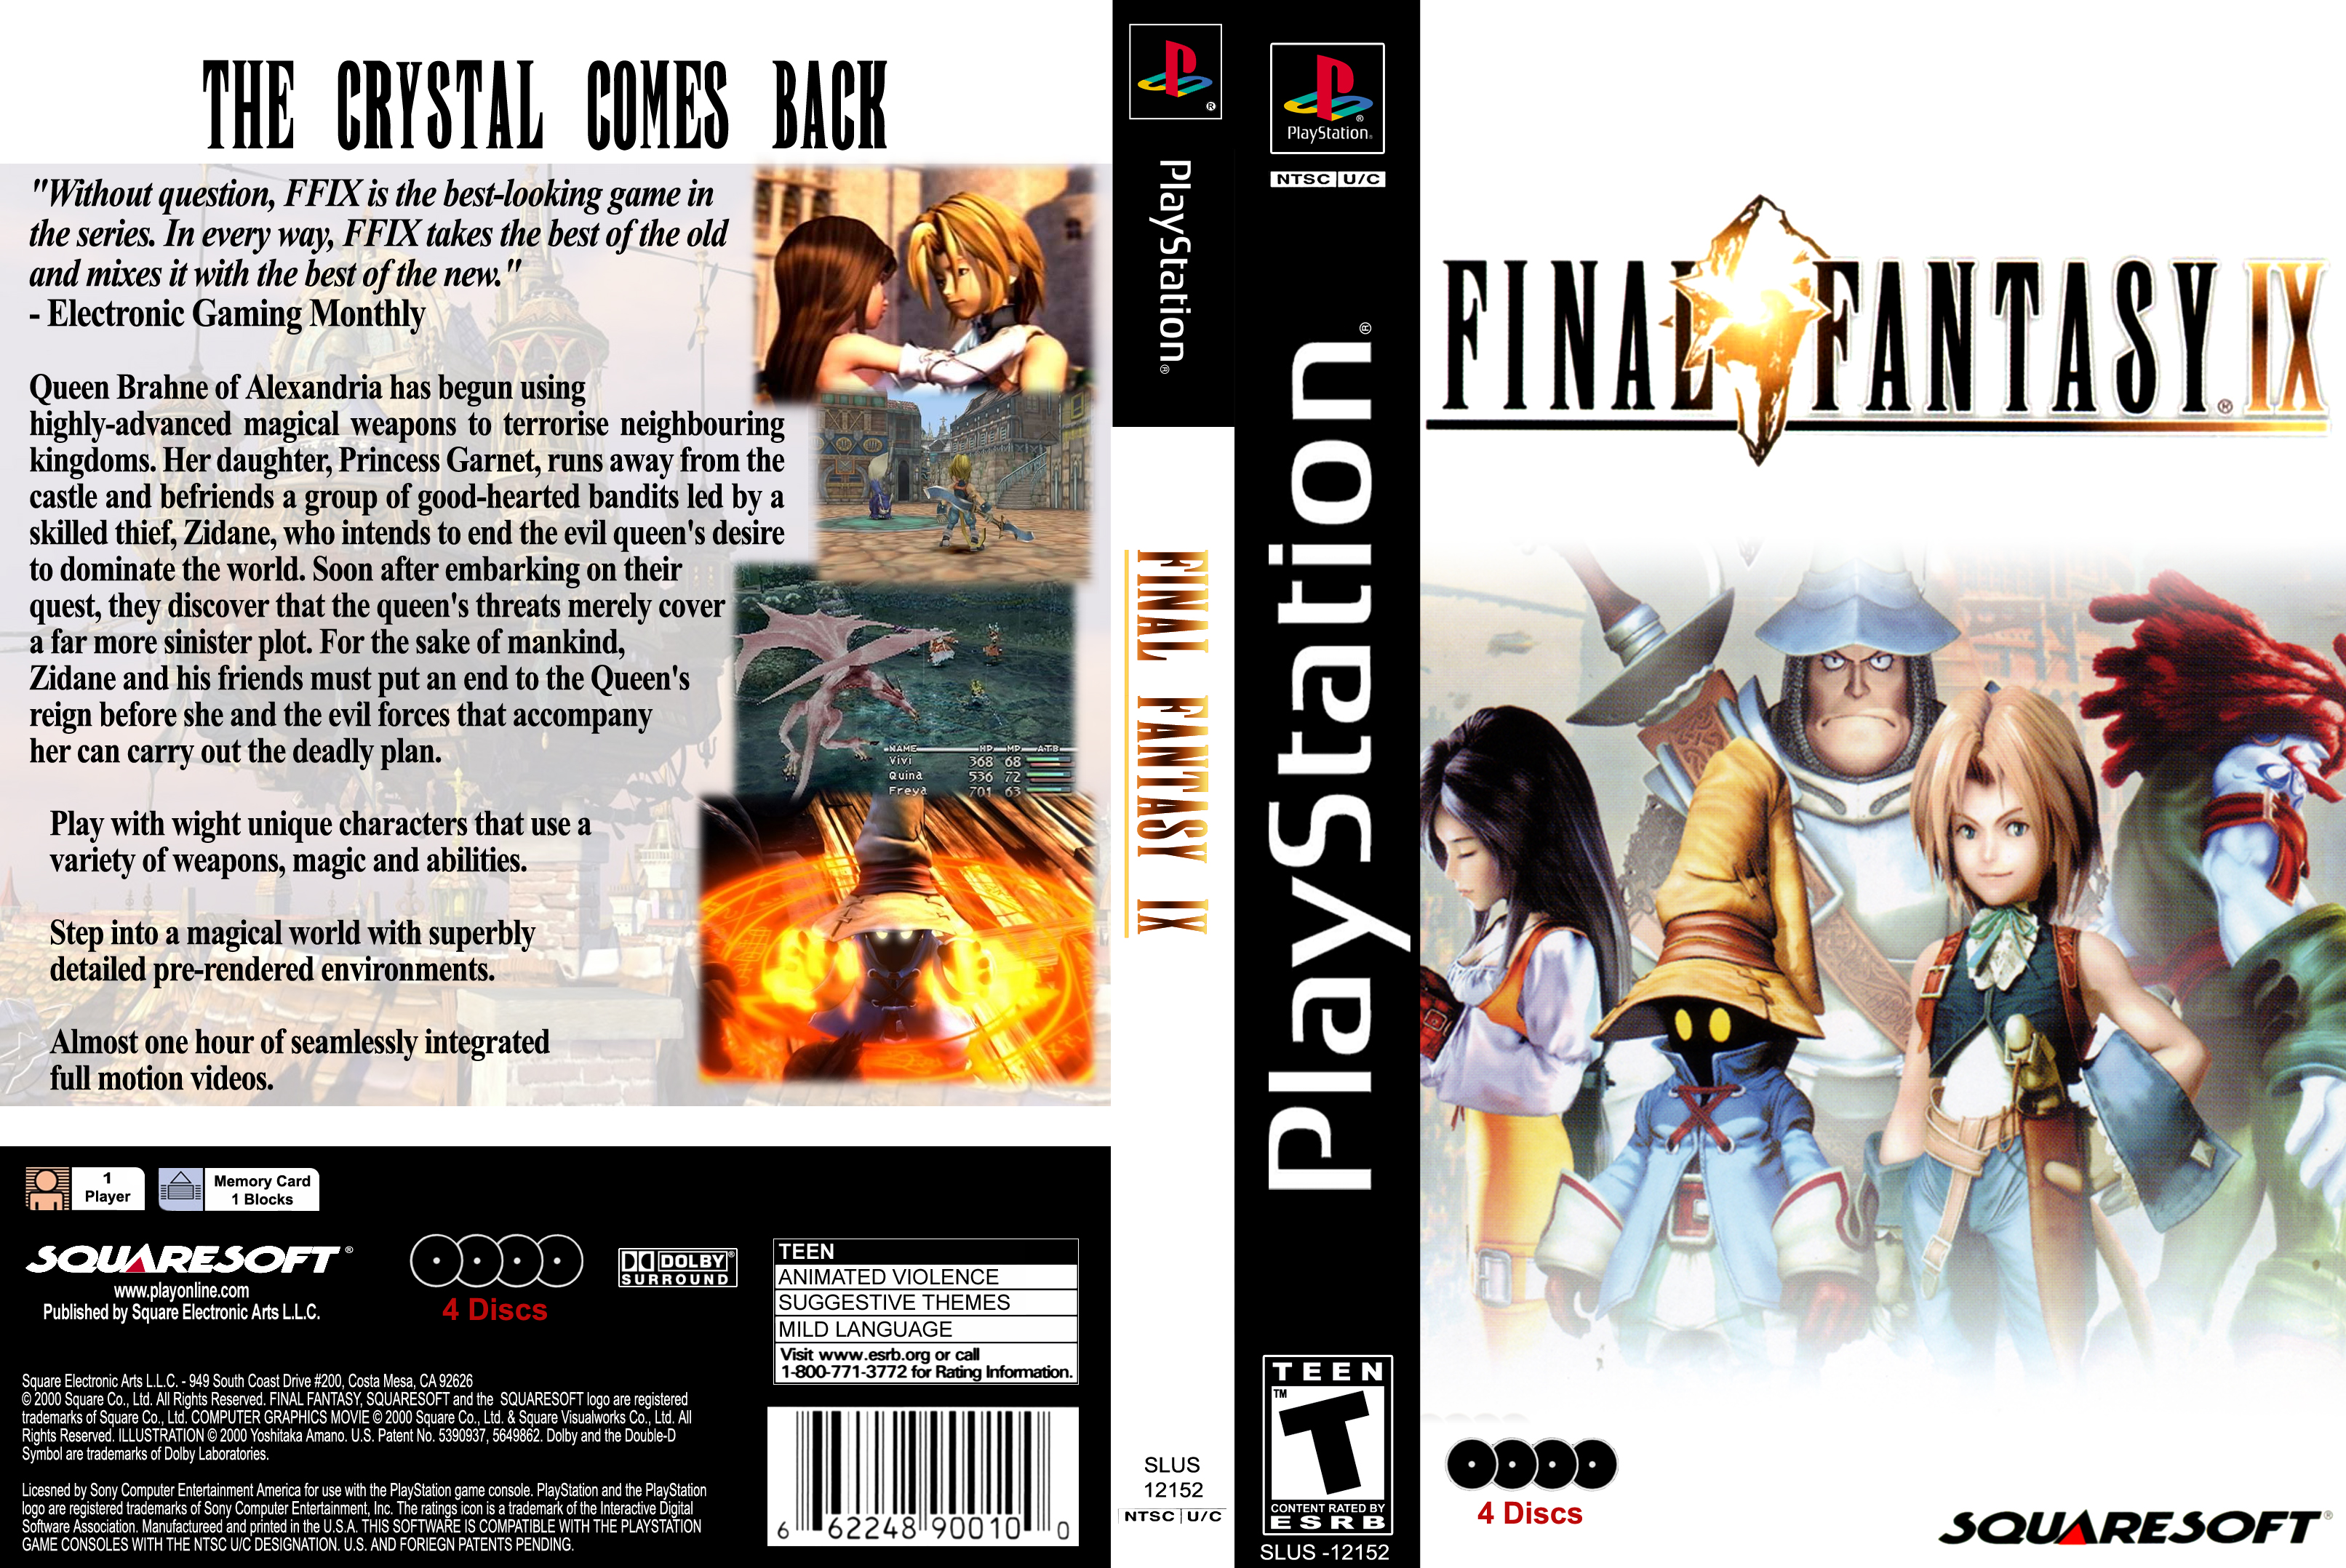 THE CRYSTAL COMES BACK
"Without question, FFIX is the best-looking game in
the series. In every way, FFIX takes the best of the old
and mixes it with the best of the new."
- Electronic Gaming Monthly
Queen Brahne of Alexandria has begun using
highly-advanced magical weapons to terrorise neighbouring
kingdoms. Her daughter, Princess Garnet, runs away from the
castle and befriends a group of good-hearted bandits led by a
skilled thief, Zidane, who intends to end the evil queen's desire
to dominate the world. Soon after embarking on their
quest, they discover that the queen's threats merely cover
a far more sinister plot. For the sake of mankind,
Zidane and his friends must put an end to the Queen's
reign before she and the evil forces that accompany
her can carry out the deadly plan.
Play with wight unique characters that use a
variety of weapons, magic and abilities.
Step into a magical world with superbly
detailed pre-rendered environments.
Almost one hour of seamlessly integrated
full motion videos.
NAME HP MP ATB
Vivi 368 68
Quina 536 72
Freya 701 63
1
Player
Memory Card
1 Blocks
SQUARESOFT®
www.playonline.com
Published by Square Electronic Arts L.L.C.
4 Discs
DOLBY®
SURROUND
TEEN
ANIMATED VIOLENCE
SUGGESTIVE THEMES
MILD LANGUAGE
Visit www.esrb.org or call
1-800-771-3772 for Rating Information.
Square Electronic Arts L.L.C. - 949 South Coast Drive #200, Costa Mesa, CA 92626
© 2000 Square Co., Ltd. All Rights Reserved. FINAL FANTASY, SQUARESOFT and the SQUARESOFT logo are registered
trademarks of Square Co., Ltd. COMPUTER GRAPHICS MOVIE © 2000 Square Co., Ltd. & Square Visualworks Co., Ltd. All
Rights Reserved. ILLUSTRATION © 2000 Yoshitaka Amano. U.S. Patent No. 5390937, 5649862. Dolby and the Double-D
Symbol are trademarks of Dolby Laboratories.
Licesned by Sony Computer Entertainment America for use with the PlayStation game console. PlayStation and the PlayStation
logo are registered trademarks of Sony Computer Entertainment, Inc. The ratings icon is a trademark of the Interactive Digital
Software Association. Manufactureed and printed in the U.S.A. THIS SOFTWARE IS COMPATIBLE WITH THE PLAYSTATION
GAME CONSOLES WITH THE NTSC U/C DESIGNATION. U.S. AND FORIEGN PATENTS PENDING.
6 62248 90010 0
®
PlayStation®
FINAL FANTASY IX
SLUS
12152
NTSC U/C
®
PlayStation®
NTSC U/C
PlayStation®
TEEN
TM
T
CONTENT RATED BY
ESRB
SLUS -12152
FINAL FANTASY® IX
4 Discs
SQUARESOFT®